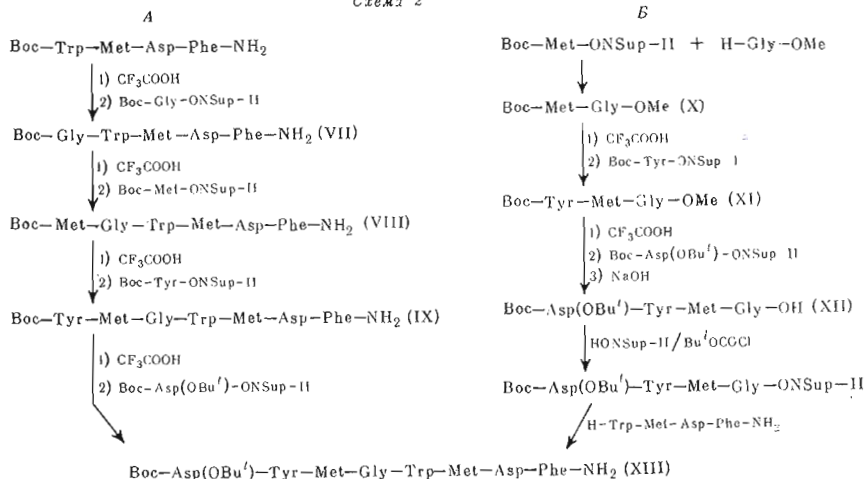 Схема 2
А
Boc—Trp—Met—Asp—Phe—NH₂
1) CF₃COOH
2) Boc—Gly—ONSup—II
Boc—Gly—Trp—Met—Asp—Phe—NH₂ (VII)
1) CF₃COOH
2) Boc—Met—ONSup—II
Boc—Met—Gly—Trp—Met—Asp—Phe—NH₂ (VIII)
1) CF₃COOH
2) Boc—Tyr—ONSup—II
Boc—Tyr—Met—Gly—Trp—Met—Asp—Phe—NH₂ (IX)
1) CF₃COOH
2) Boc—Asp(OBuᵗ)—ONSup—II
Б
Boc—Met—ONSup—II + H—Gly—OMe
Boc—Met—Gly—OMe (X)
1) CF₃COOH
2) Boc—Tyr—ONSup I
Boc—Tyr—Met—Gly—OMe (XI)
1) CF₃COOH
2) Boc—Asp(OBuᵗ)—ONSup II
3) NaOH
Boc—Asp(OBuᵗ)—Tyr—Met—Gly—OH (XII)
HONSup—II/BuᵗOCGCl
Boc—Asp(OBuᵗ)—Tyr—Met—Gly—ONSup—II
H—Trp—Met—Asp—Phe—NH₂
Boc—Asp(OBuᵗ)—Tyr—Met—Gly—Trp—Met—Asp—Phe—NH₂ (XIII)